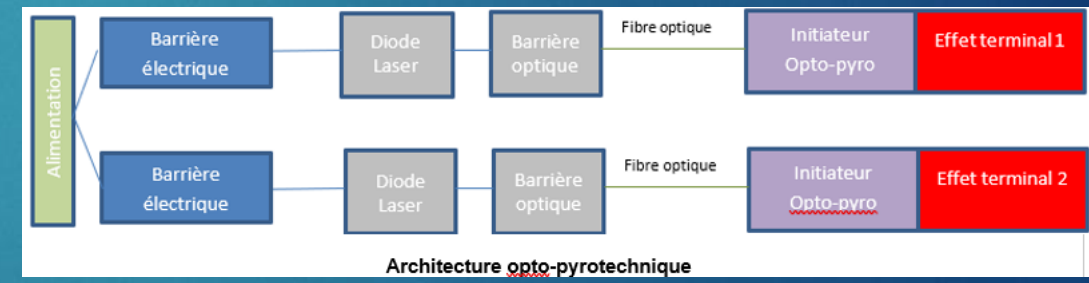 Alimentation
Barrière
électrique
Diode
Laser
Barrière
optique
Fibre optique
Initiateur
Opto-pyro
Effet terminal 1
Barrière
électrique
Diode
Laser
Barrière
optique
Fibre optique
Initiateur
Opto-pyro
Effet terminal 2
Architecture opto-pyrotechnique